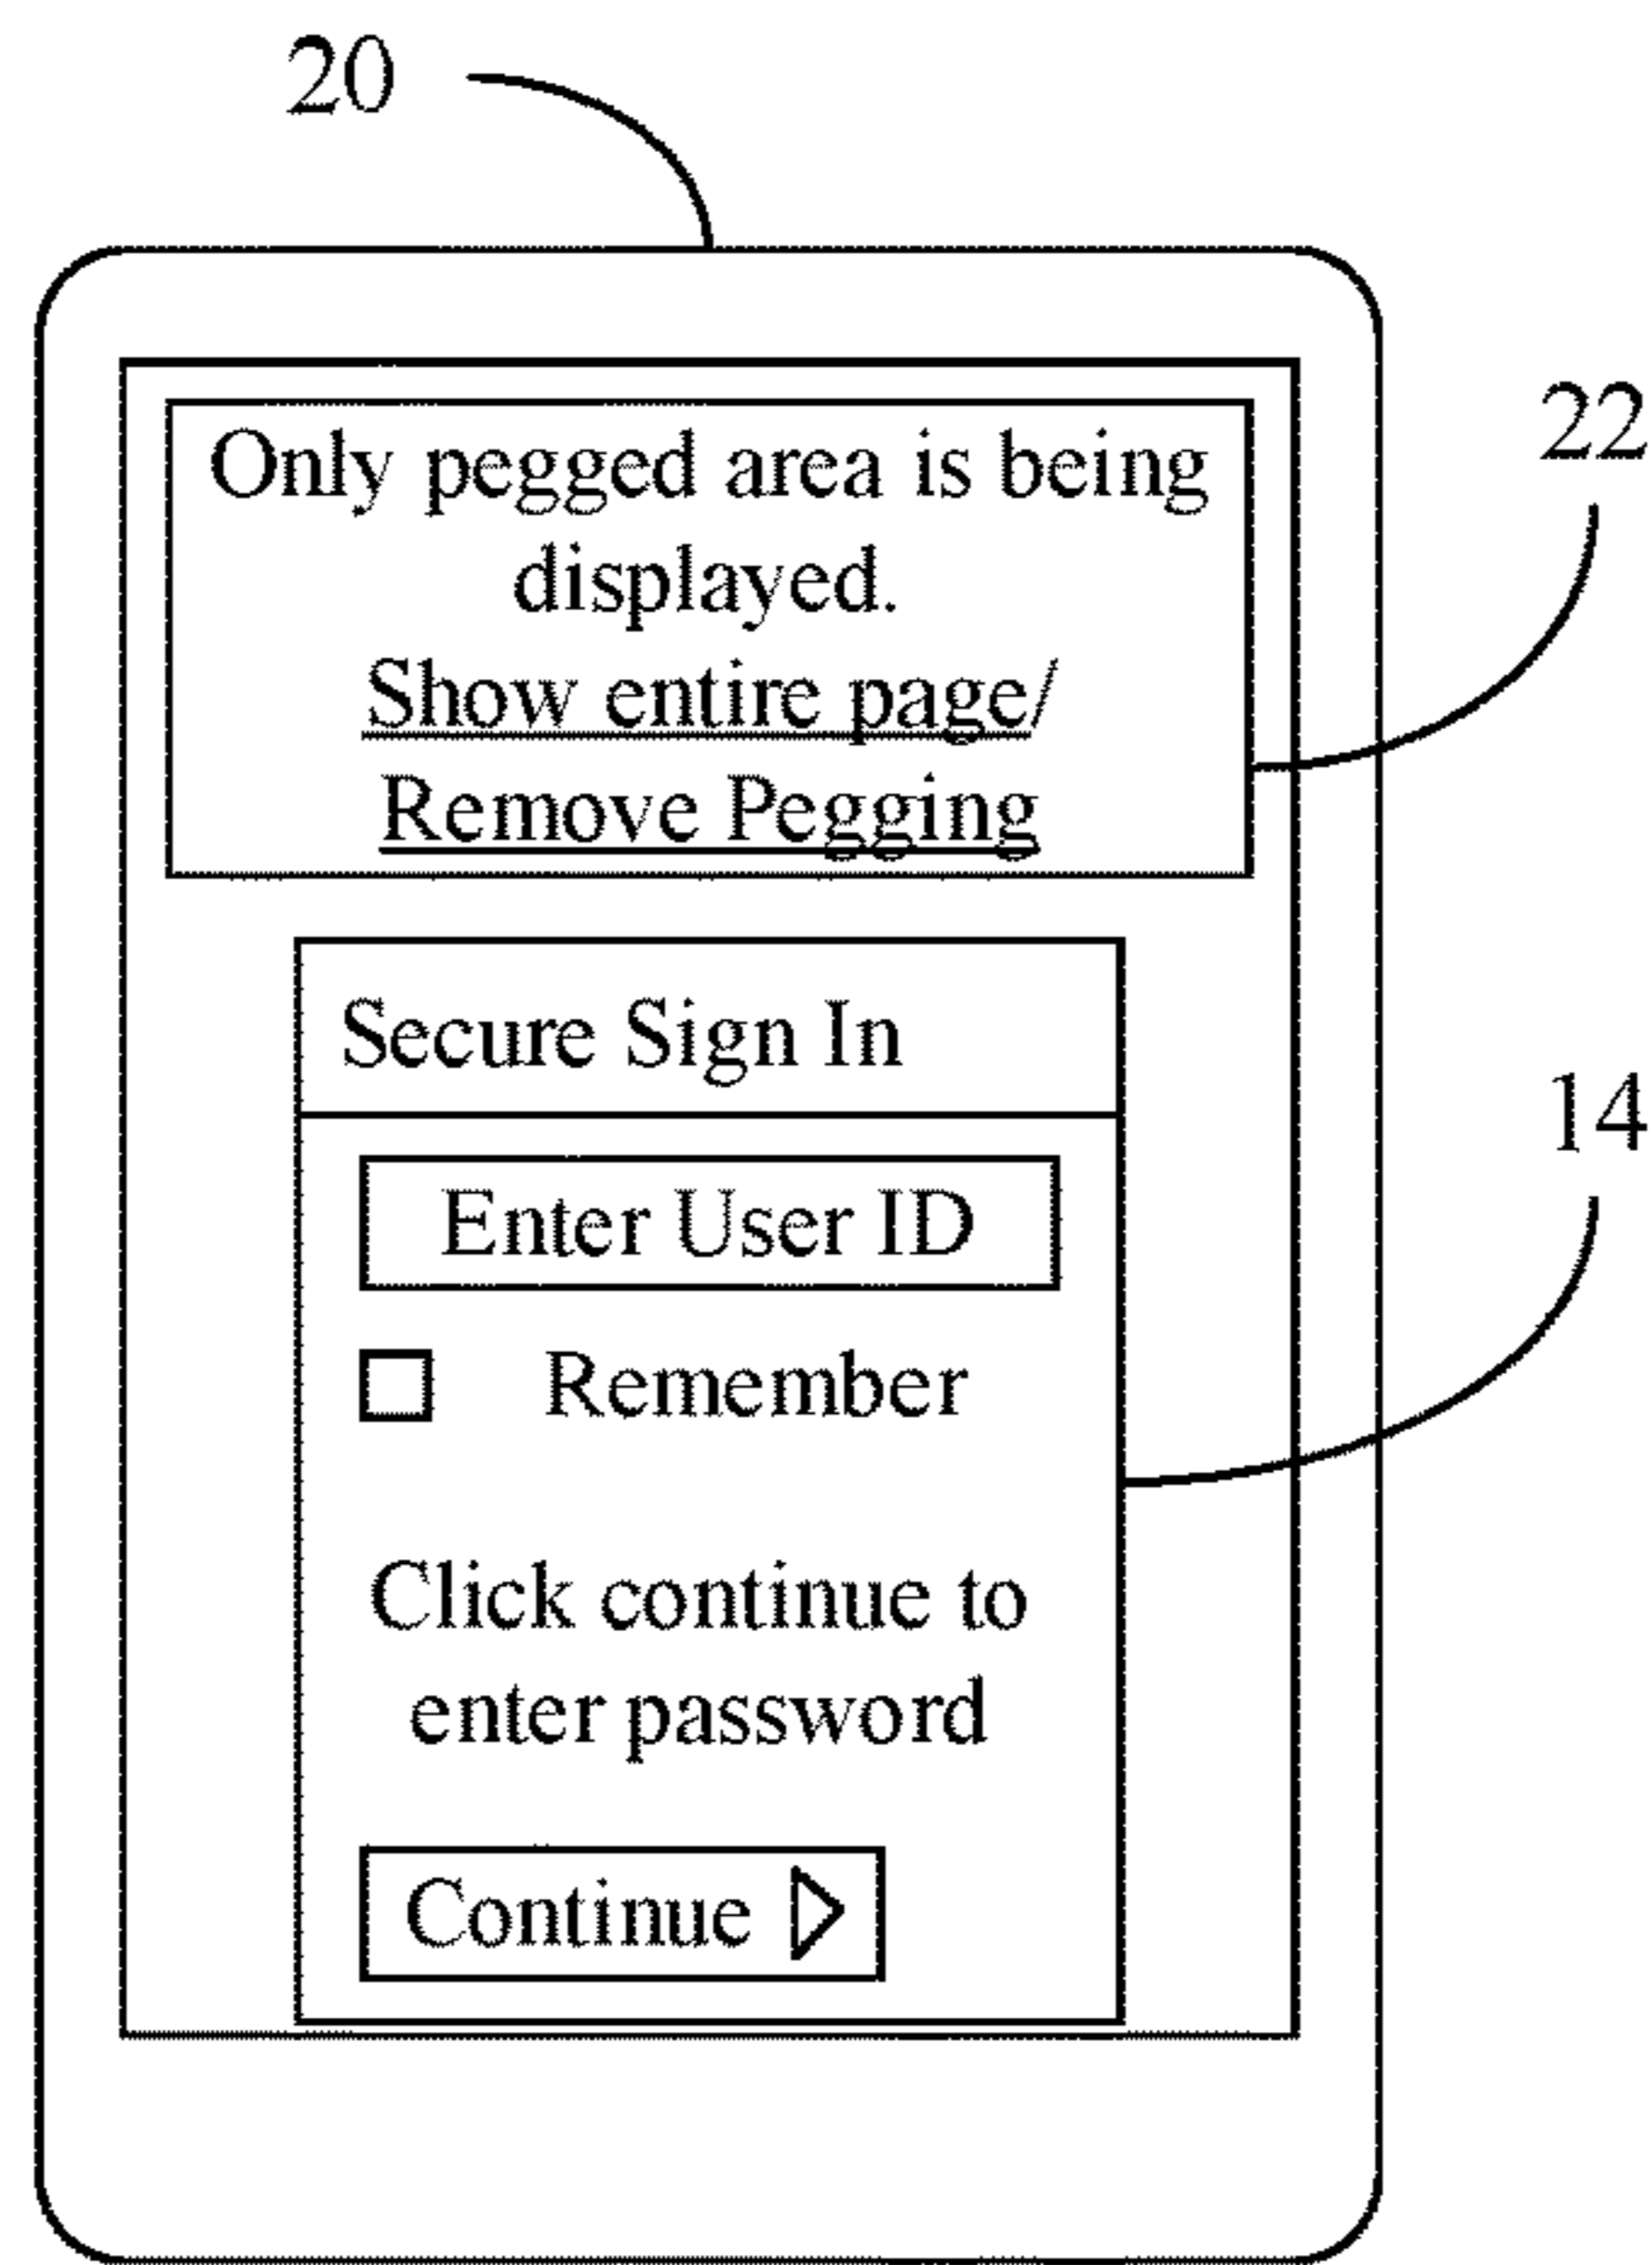 20
22
Only pegged area is being
displayed.
Show entire page/
Remove Pegging
Secure Sign In
14
Enter User ID
Remember
Click continue to
enter password
Continue